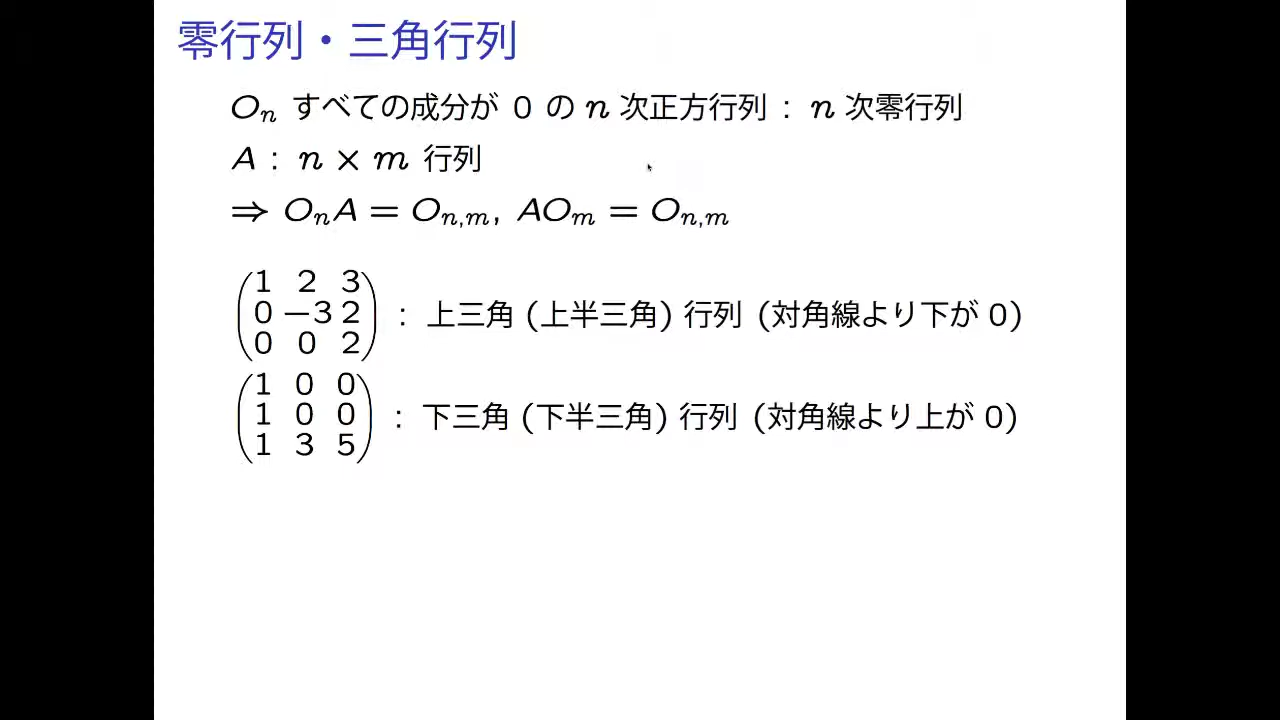 零行列・三角行列
Oₙ すべての成分が 0 の n 次正方行列 : n 次零行列
A : n × m 行列
⇒ OₙA = Oₙ,ₘ, AOₘ = Oₙ,ₘ
1 2 3
0 −3 2 : 上三角 (上半三角) 行列 (対角線より下が 0)
0 0 2
1 0 0
1 0 0 : 下三角 (下半三角) 行列 (対角線より上が 0)
1 3 5